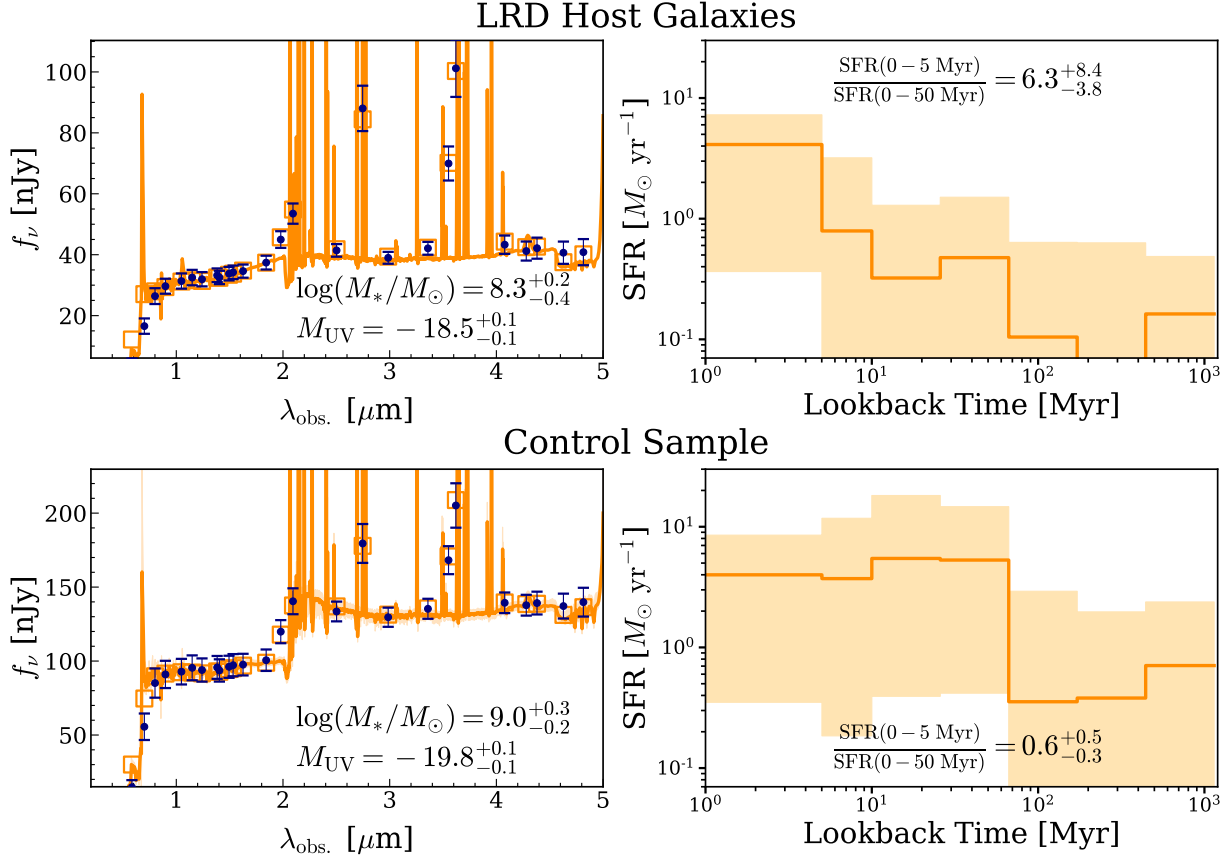 LRD Host Galaxies
100
80
60
40
20
f_ν [nJy]
log(M_*/M_⊙) = 8.3^{+0.2}_{-0.4}
M_UV = −18.5^{+0.1}_{-0.1}
1 2 3 4 5
λ_obs. [μm]
SFR(0−5 Myr)
SFR(0−50 Myr) = 6.3^{+8.4}_{-3.8}
10^1
10^0
10^{-1}
SFR [M_⊙ yr^{-1}]
10^0 10^1 10^2 10^3
Lookback Time [Myr]
Control Sample
200
150
100
50
f_ν [nJy]
log(M_*/M_⊙) = 9.0^{+0.3}_{-0.2}
M_UV = −19.8^{+0.1}_{-0.1}
1 2 3 4 5
λ_obs. [μm]
10^1
10^0
10^{-1}
SFR [M_⊙ yr^{-1}]
SFR(0−5 Myr)
SFR(0−50 Myr) = 0.6^{+0.5}_{-0.3}
10^0 10^1 10^2 10^3
Lookback Time [Myr]